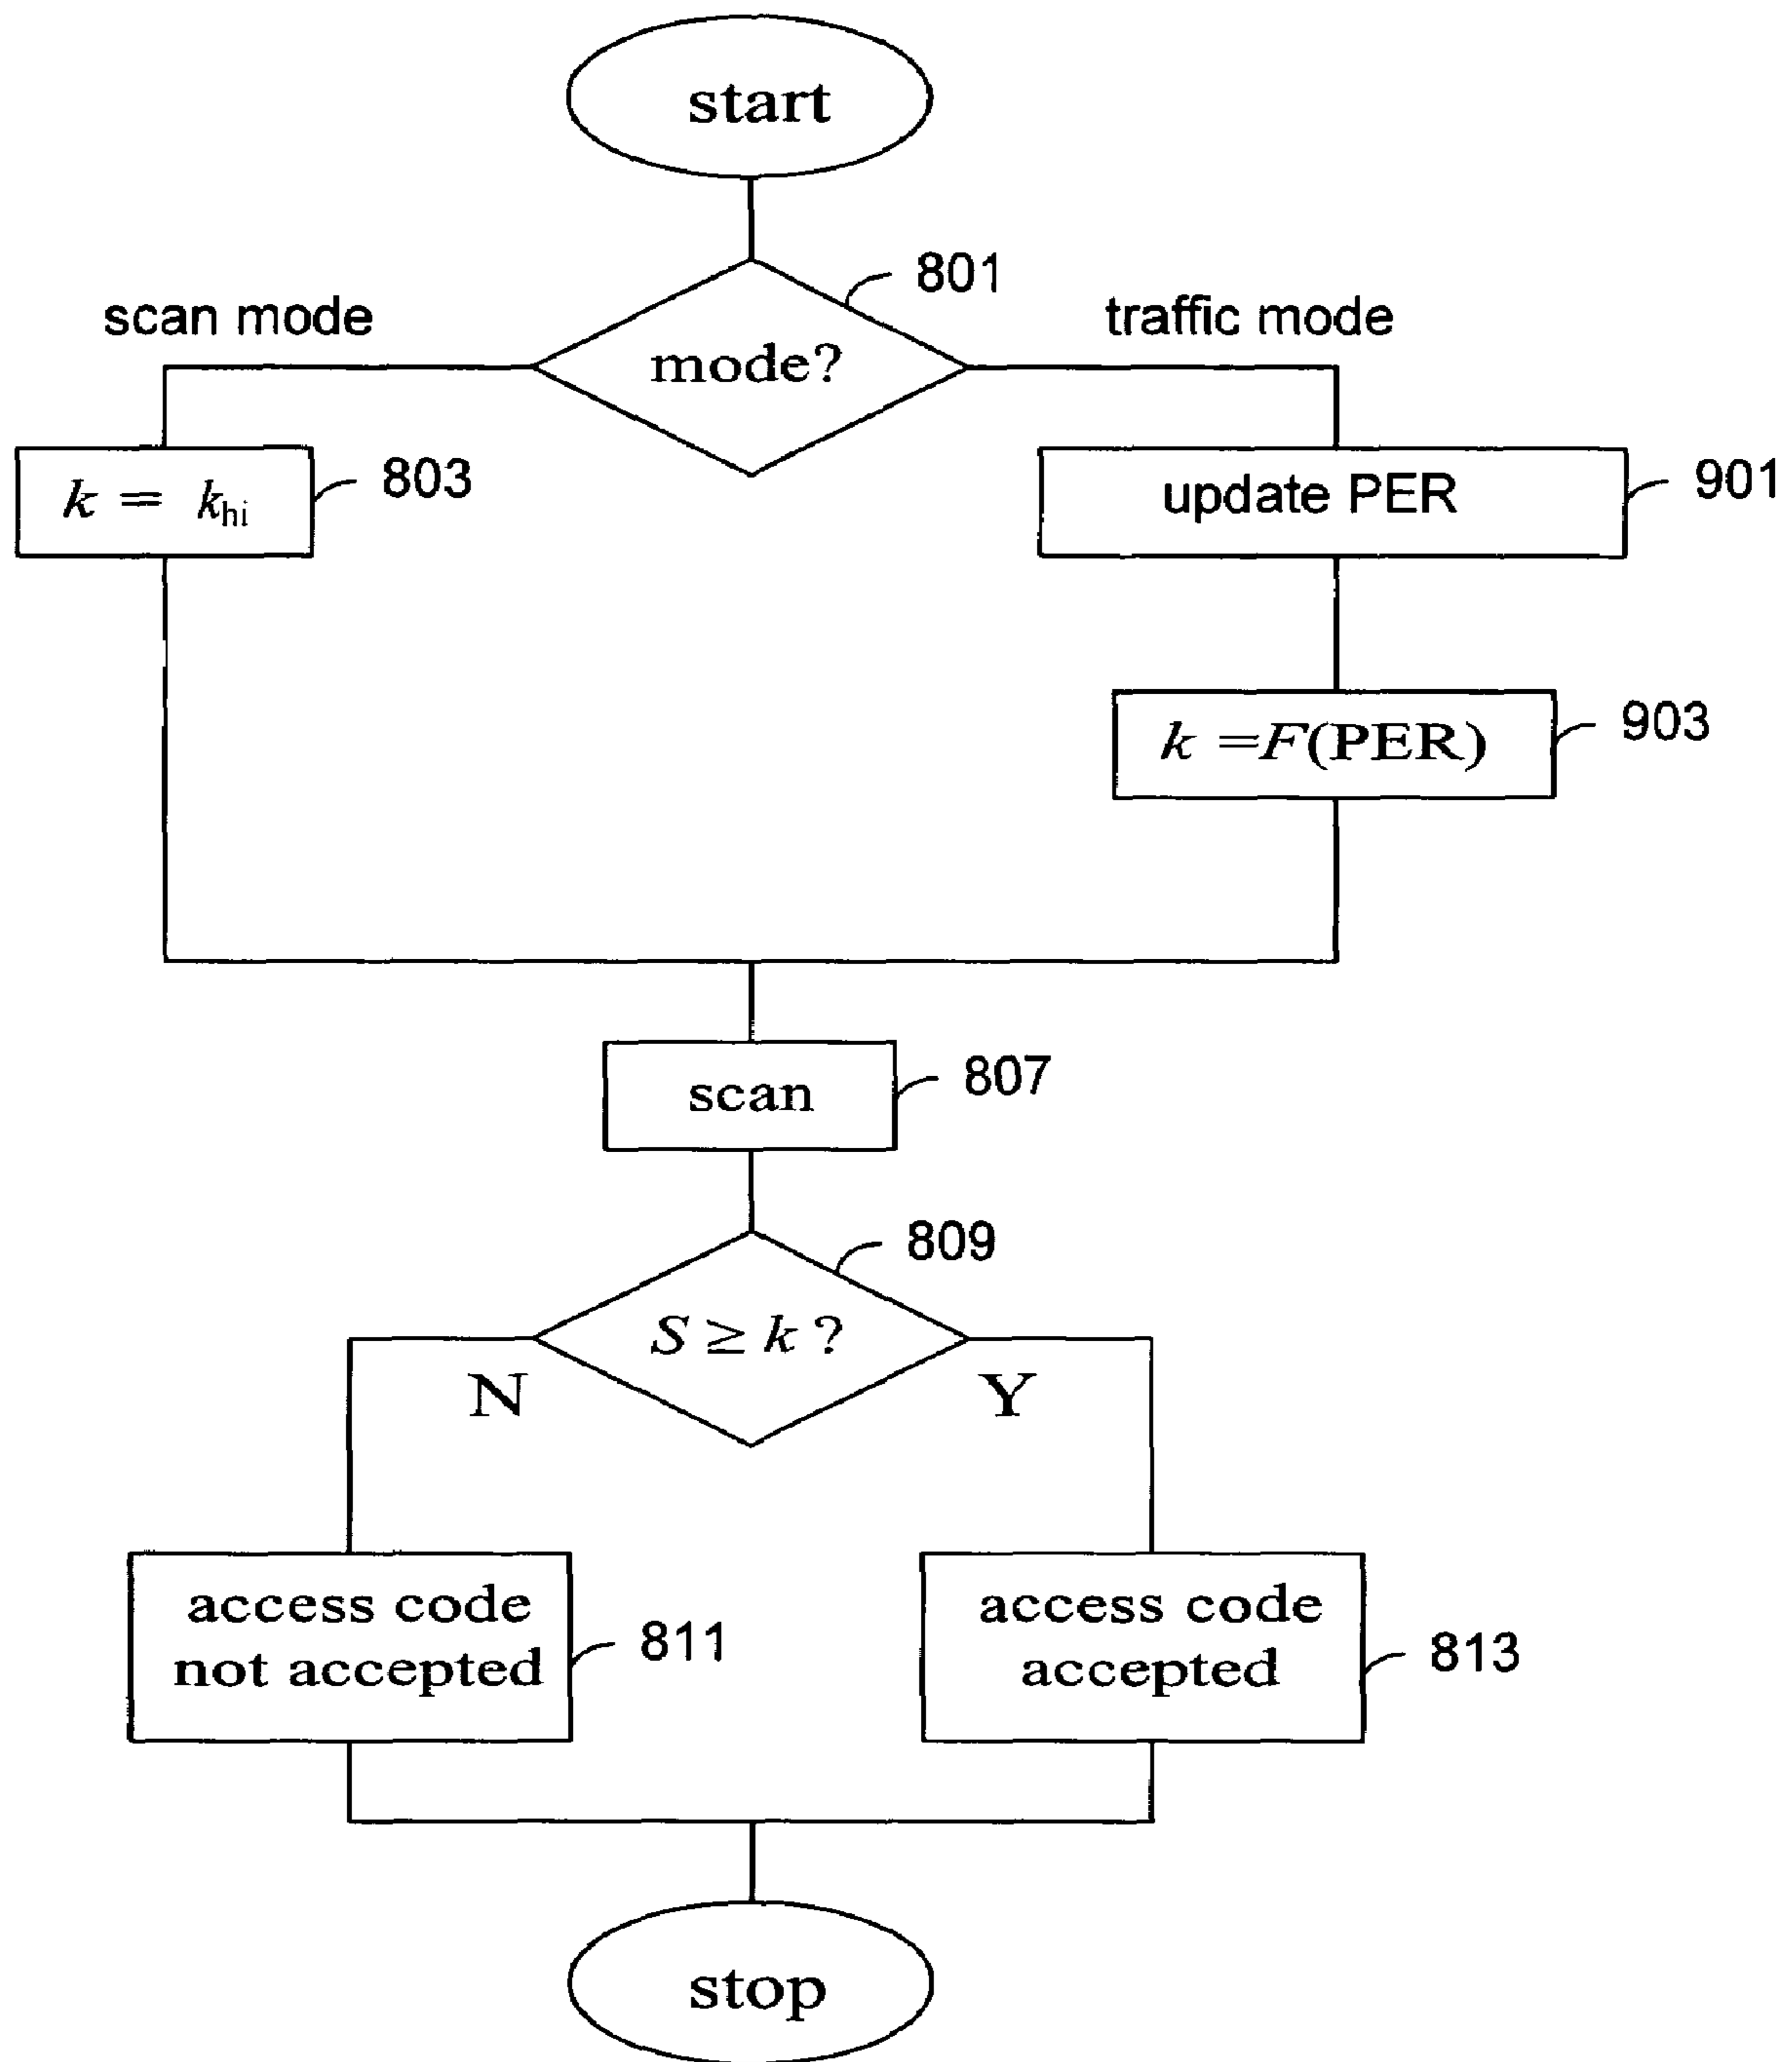 start
801
scan mode
traffic mode
mode?
k = k_hi
803
update PER
901
k =F(PER)
903
scan
807
809
S ≥ k ?
N
Y
access code
not accepted
811
access code
accepted
813
stop